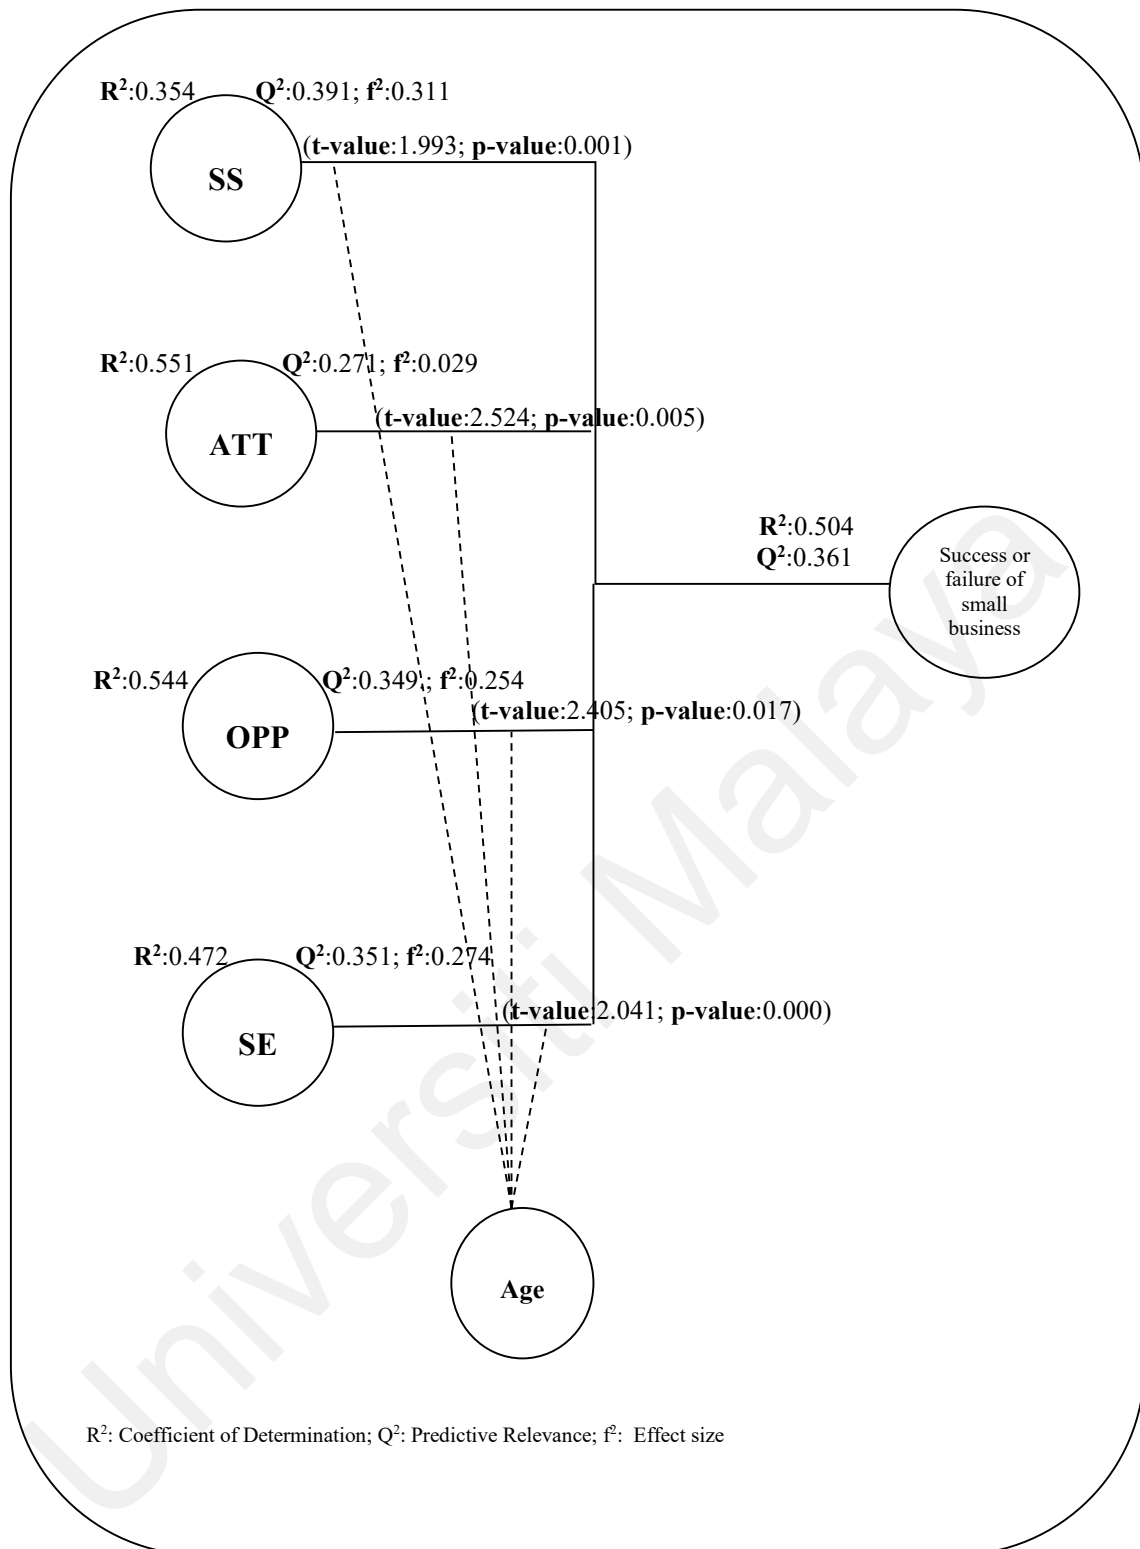 R²:0.354 Q²:0.391; f²:0.311
(t-value:1.993; p-value:0.001)
SS
R²:0.551 Q²:0.271; f²:0.029
(t-value:2.524; p-value:0.005)
ATT
R²:0.504
Q²:0.361
Success or
failure of
small
business
R²:0.544 Q²:0.349 ; f²:0.254
(t-value:2.405; p-value:0.017)
OPP
R²:0.472 Q²:0.351; f²:0.274
(t-value:2.041; p-value:0.000)
SE
Age
R²: Coefficient of Determination; Q²: Predictive Relevance; f²: Effect size
Universiti Malaya